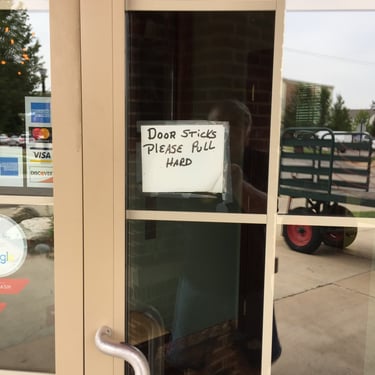 DOOR STICKS
PLEASE PULL
HARD
VISA
DISCOVER